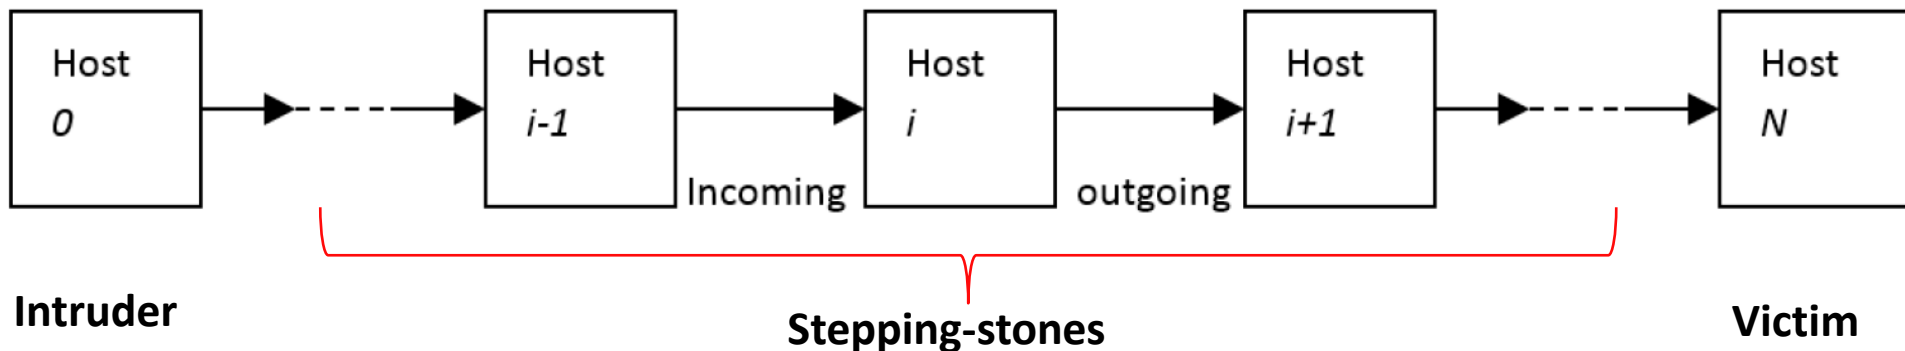 Host
0
Host
i-1
Host
i
Host
i+1
Host
N
Incoming
outgoing
Intruder
Stepping-stones
Victim